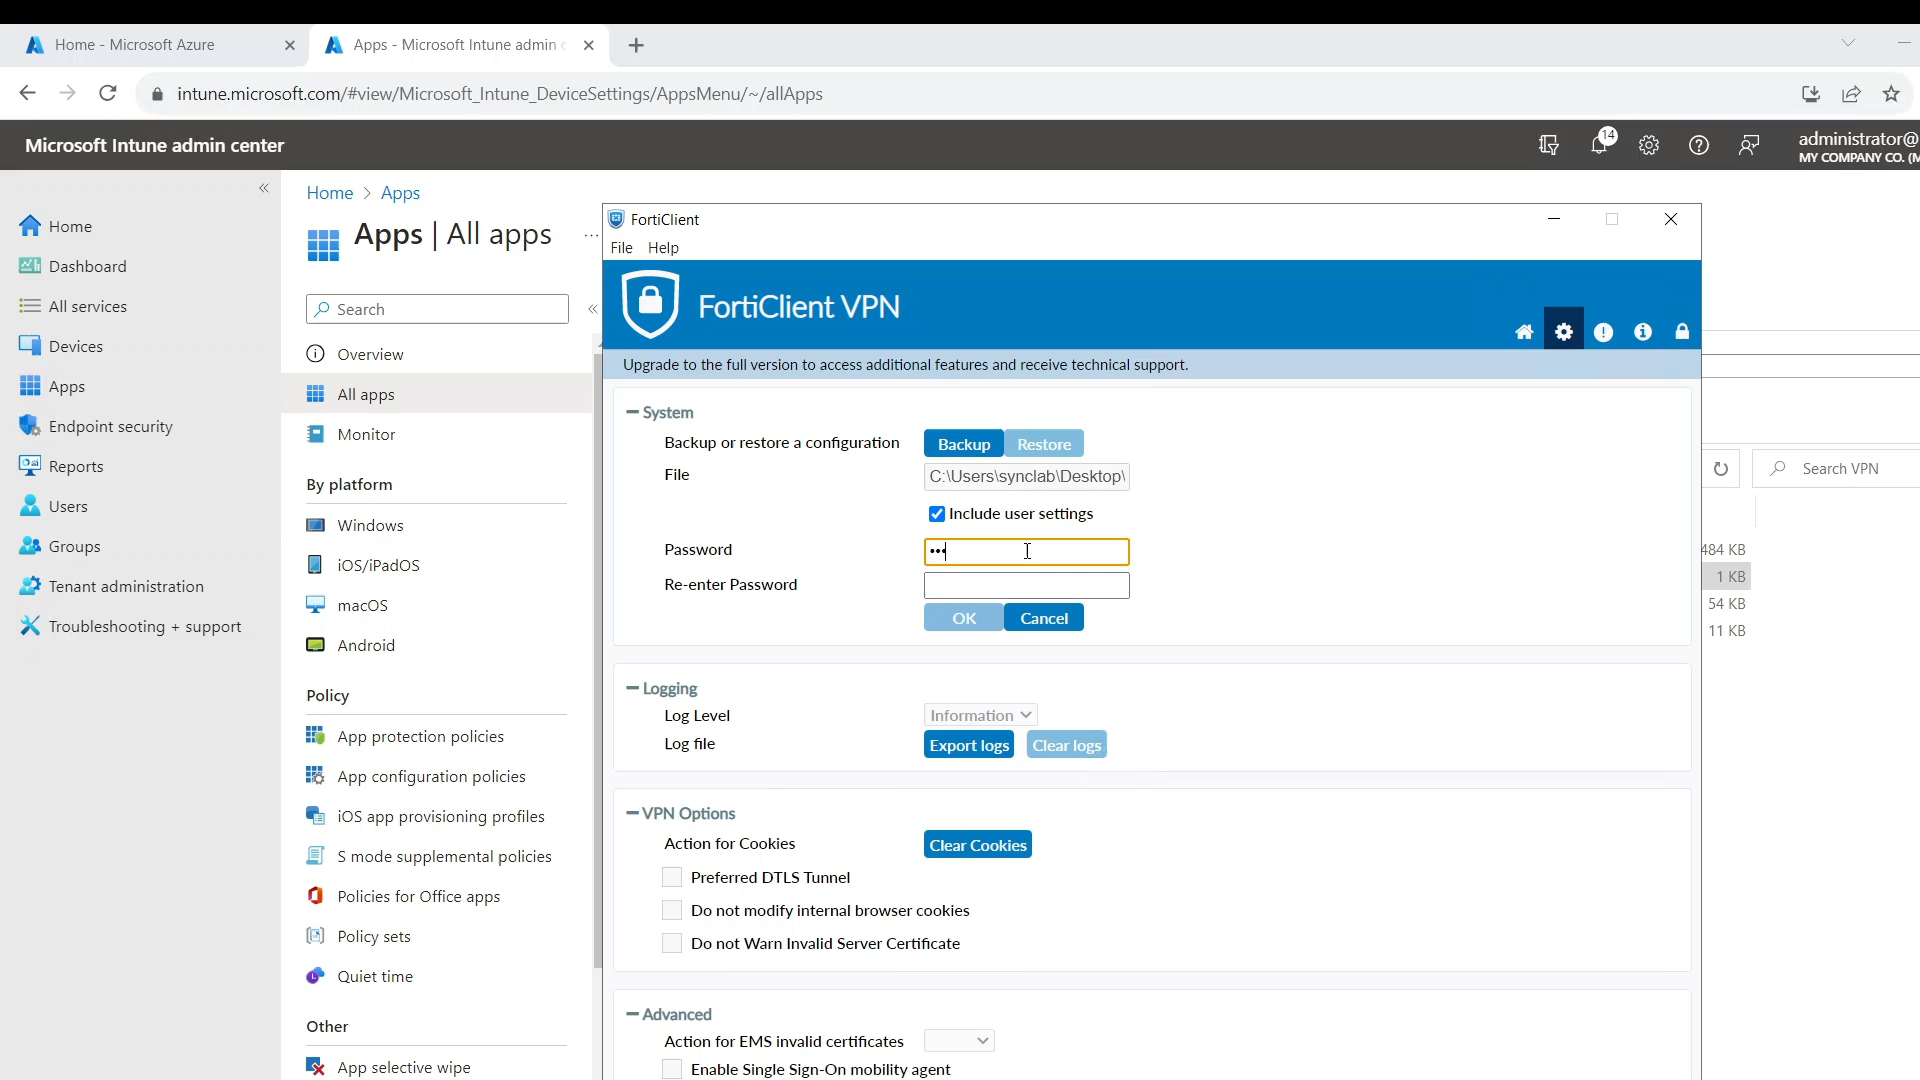 Home - Microsoft Azure
Apps - Microsoft Intune admin c
intune.microsoft.com/#view/Microsoft_Intune_DeviceSettings/AppsMenu/~/allApps
Microsoft Intune admin center
14
administrator@
MY COMPANY CO. (M
Home
Dashboard
All services
Devices
Apps
Endpoint security
Reports
Users
Groups
Tenant administration
Troubleshooting + support
Home > Apps
Apps | All apps
...
Search
Overview
All apps
Monitor
By platform
Windows
iOS/iPadOS
macOS
Android
Policy
App protection policies
App configuration policies
iOS app provisioning profiles
S mode supplemental policies
Policies for Office apps
Policy sets
Quiet time
Other
App selective wipe
FortiClient
File Help
FortiClient VPN
Upgrade to the full version to access additional features and receive technical support.
System
Backup or restore a configuration Backup Restore
File C:\Users\synclab\Desktop\
Include user settings
Password •••
Re-enter Password
OK Cancel
Logging
Log Level Information
Log file Export logs Clear logs
VPN Options
Action for Cookies Clear Cookies
Preferred DTLS Tunnel
Do not modify internal browser cookies
Do not Warn Invalid Server Certificate
Advanced
Action for EMS invalid certificates
Enable Single Sign-On mobility agent
Search VPN
484 KB
1 KB
54 KB
11 KB